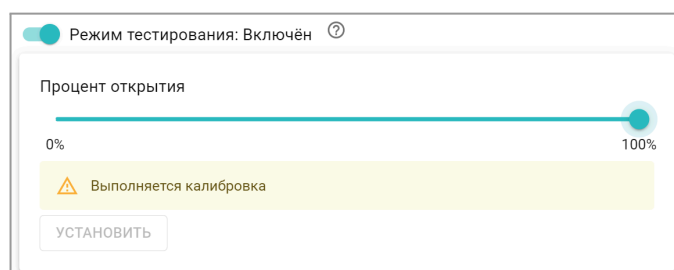 Режим тестирования: Включён
Процент открытия
0% 100%
Выполняется калибровка
УСТАНОВИТЬ